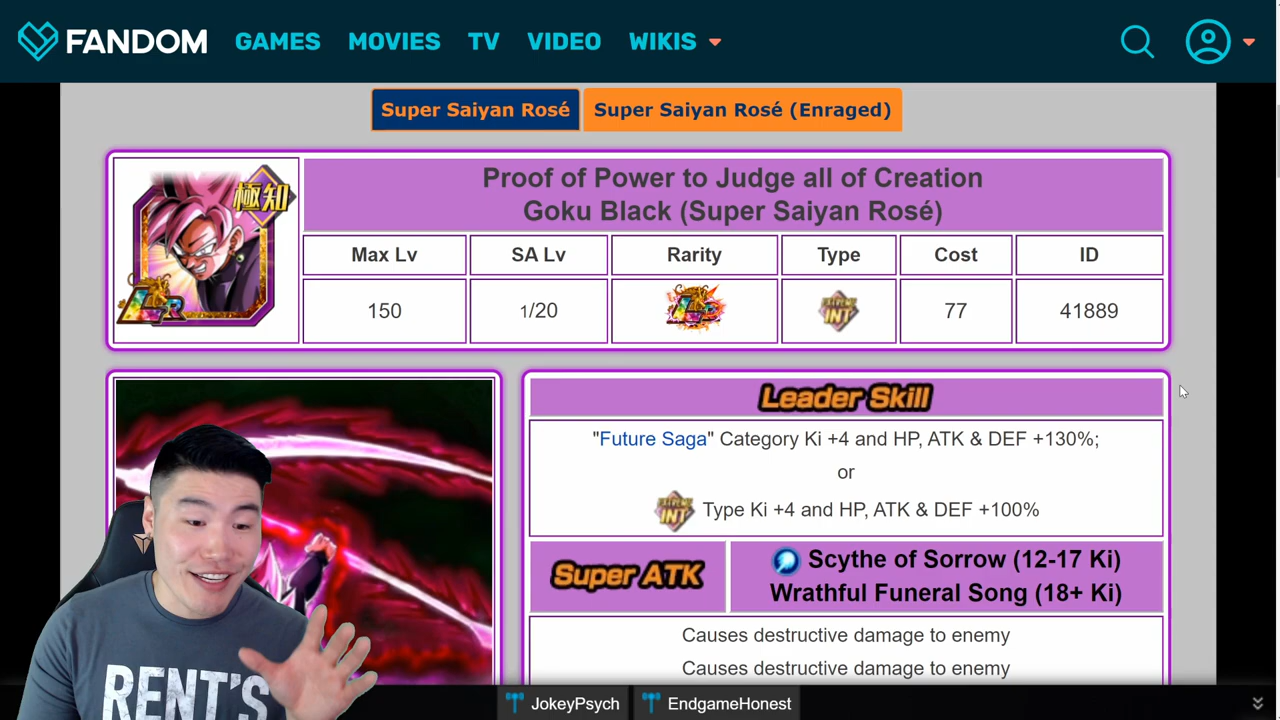 FANDOM GAMES MOVIES TV VIDEO WIKIS
Super Saiyan Rosé Super Saiyan Rosé (Enraged)
極知
LR
Proof of Power to Judge all of Creation
Goku Black (Super Saiyan Rosé)
Max Lv SA Lv Rarity Type Cost ID
150 1/20 LR EXTREME INT 77 41889
Leader Skill
"Future Saga" Category Ki +4 and HP, ATK & DEF +130%;
or
EXTREME INT Type Ki +4 and HP, ATK & DEF +100%
Super ATK
Scythe of Sorrow (12-17 Ki)
Wrathful Funeral Song (18+ Ki)
Causes destructive damage to enemy
Causes destructive damage to enemy
RENT'S
JokeyPsych EndgameHonest